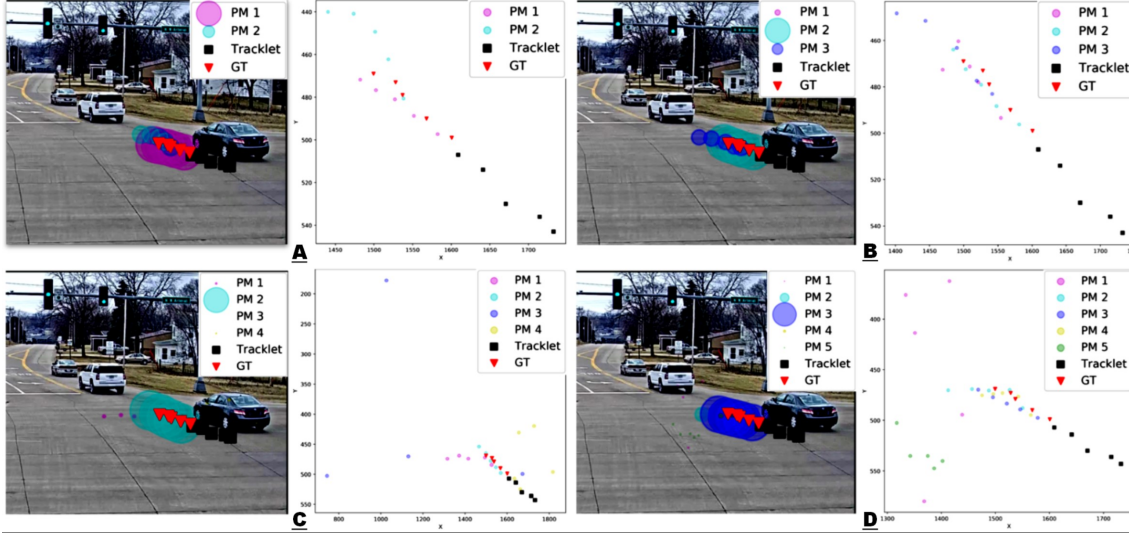 PM 1
PM 2
Tracklet
GT
440
460
480
500
520
540
Y
1450
1500
1550
1600
1650
1700
X
PM 1
PM 2
Tracklet
GT
A
PM 1
PM 2
PM 3
Tracklet
GT
460
480
500
520
540
Y
1400
1450
1500
1550
1600
1650
1700
X
PM 1
PM 2
PM 3
Tracklet
GT
B
PM 1
PM 2
PM 3
PM 4
Tracklet
GT
200
250
300
350
400
450
500
550
Y
800
1000
1200
1400
1600
1800
X
PM 1
PM 2
PM 3
PM 4
Tracklet
GT
C
PM 1
PM 2
PM 3
PM 4
PM 5
Tracklet
GT
400
450
500
550
Y
1300
1400
1500
1600
1700
X
PM 1
PM 2
PM 3
PM 4
PM 5
Tracklet
GT
D